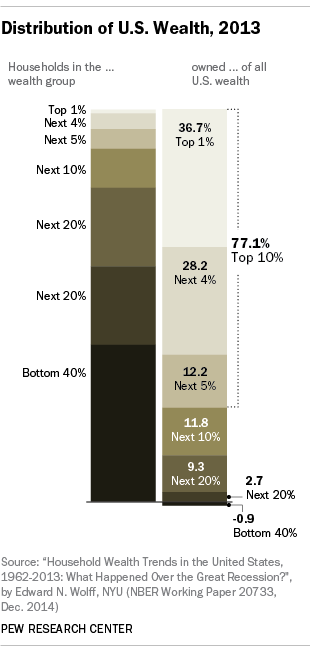 Distribution of U.S. Wealth, 2013
Households in the ...
wealth group
owned ... of all
U.S. wealth
Top 1%
Next 4%
Next 5%
Next 10%
Next 20%
Next 20%
Bottom 40%
36.7%
Top 1%
28.2
Next 4%
12.2
Next 5%
11.8
Next 10%
9.3
Next 20%
77.1%
Top 10%
2.7
Next 20%
-0.9
Bottom 40%
Source: “Household Wealth Trends in the United States,
1962-2013: What Happened Over the Great Recession?”,
by Edward N. Wolff, NYU (NBER Working Paper 20733,
Dec. 2014)
PEW RESEARCH CENTER